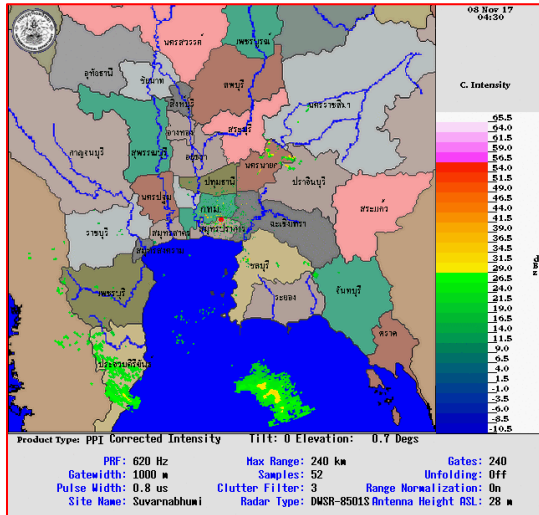 08 Nov 17
04:30
C. Intensity
นครสวรรค์
เพชรบูรณ์
อุทัยธานี
ชัยนาท
ลพบุรี
นครราชสีมา
สิงห์บุรี
อ่างทอง
สระบุรี
สุพรรณบุรี
อยุธยา
กาญจนบุรี
นครนายก
ปราจีนบุรี
ปทุมธานี
นครปฐม
กทม.
สระแก้ว
ราชบุรี
สมุทรสาคร
สมุทรปราการ
ฉะเชิงเทรา
ชลบุรี
เพชรบุรี
ระยอง
จันทบุรี
ตราด
65.5
64.0
61.5
59.0
56.5
54.0
51.5
49.0
46.5
44.0
41.5
39.0
36.5
34.0
31.5
29.0
26.5
24.0
21.5
19.0
16.5
14.0
11.5
9.0
6.5
4.0
1.5
-1.0
-3.5
-6.0
-8.5
-10.5
Product Type: PPI Corrected Intensity Tilt: 0 Elevation: 0.7 Degs
PRF: 620 Hz Max Range: 240 km Gates: 240
Gatewidth: 1000 m Samples: 52 Unfolding: Off
Pulse Width: 0.8 us Clutter Filter: 3 Range Normalization: On
Site Name: Suvarnabhumi Radar Type: DWSR-8501S Antenna Height ASL: 28 m